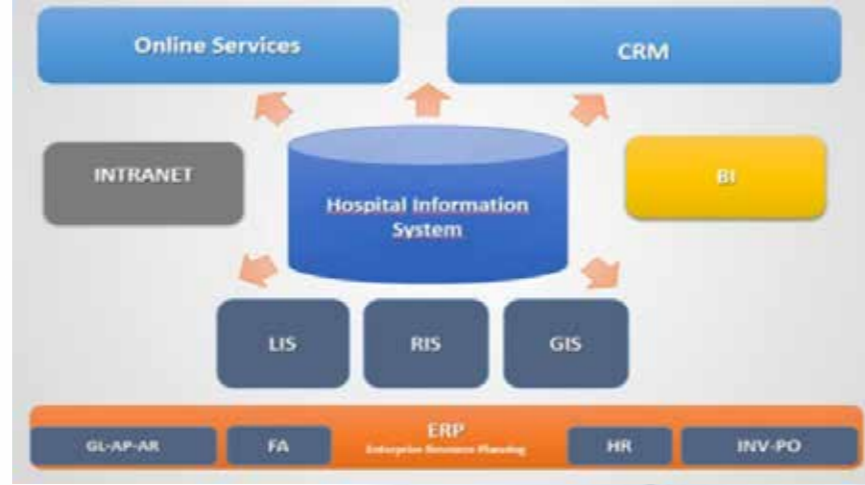 Online Services
CRM
INTRANET
Hospital Information
System
BI
LIS
RIS
GIS
ERP
Enterprise Resource Planning
GL-AP-AR
FA
HR
INV-PO